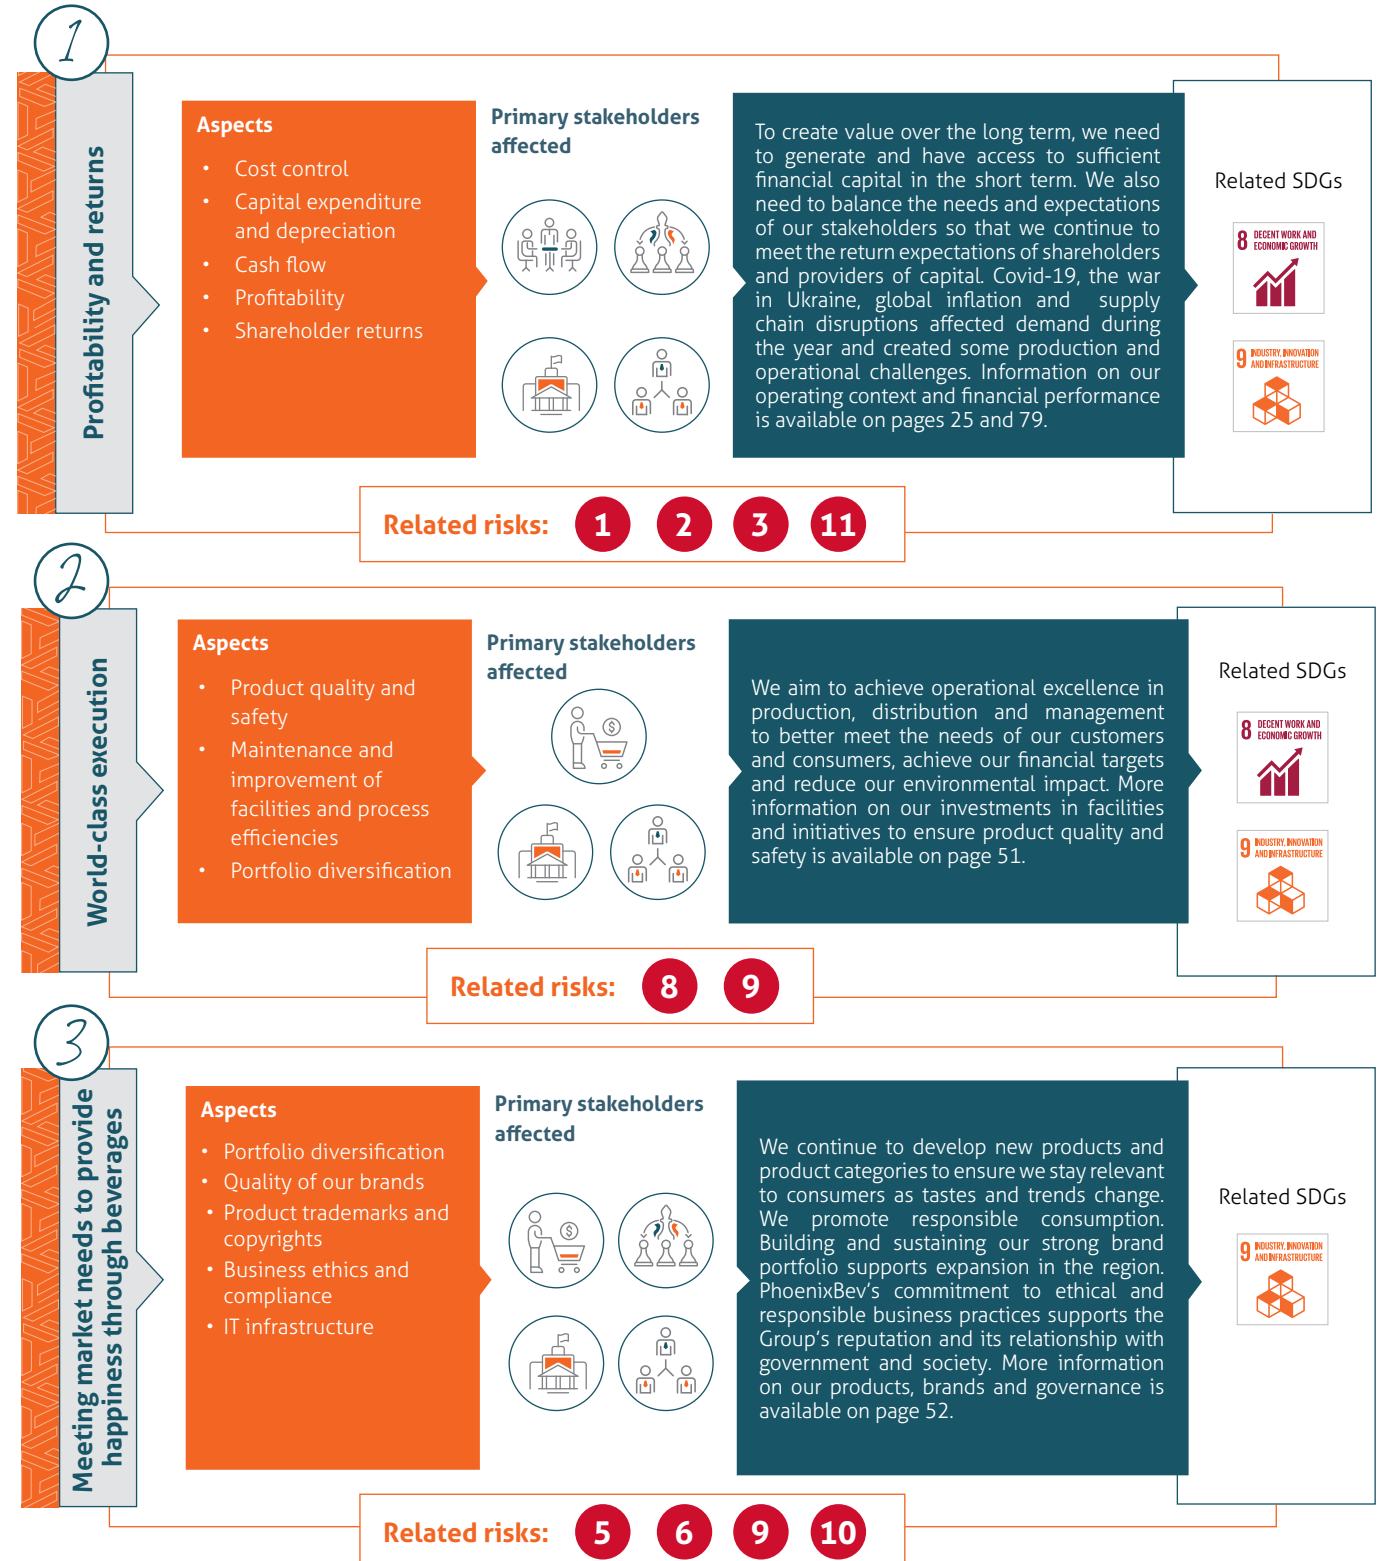 1
Profitability and returns
Aspects
• Cost control
• Capital expenditure
and depreciation
• Cash flow
• Profitability
• Shareholder returns
Primary stakeholders
affected
To create value over the long term, we need
to generate and have access to sufficient
financial capital in the short term. We also
need to balance the needs and expectations
of our stakeholders so that we continue to
meet the return expectations of shareholders
and providers of capital. Covid-19, the war
in Ukraine, global inflation and supply
chain disruptions affected demand during
the year and created some production and
operational challenges. Information on our
operating context and financial performance
is available on pages 25 and 79.
Related SDGs
8 DECENT WORK AND
ECONOMIC GROWTH
9 INDUSTRY, INNOVATION
AND INFRASTRUCTURE
Related risks: 1 2 3 11
2
World-class execution
Aspects
• Product quality and
safety
• Maintenance and
improvement of
facilities and process
efficiencies
• Portfolio diversification
Primary stakeholders
affected
$
We aim to achieve operational excellence in
production, distribution and management
to better meet the needs of our customers
and consumers, achieve our financial targets
and reduce our environmental impact. More
information on our investments in facilities
and initiatives to ensure product quality and
safety is available on page 51.
Related SDGs
8 DECENT WORK AND
ECONOMIC GROWTH
9 INDUSTRY, INNOVATION
AND INFRASTRUCTURE
Related risks: 8 9
3
Meeting market needs to provide
happiness through beverages
Aspects
• Portfolio diversification
• Quality of our brands
• Product trademarks and
copyrights
• Business ethics and
compliance
• IT infrastructure
Primary stakeholders
affected
$
We continue to develop new products and
product categories to ensure we stay relevant
to consumers as tastes and trends change.
We promote responsible consumption.
Building and sustaining our strong brand
portfolio supports expansion in the region.
PhoenixBev's commitment to ethical and
responsible business practices supports the
Group's reputation and its relationship with
government and society. More information
on our products, brands and governance is
available on page 52.
Related SDGs
9 INDUSTRY, INNOVATION
AND INFRASTRUCTURE
Related risks: 5 6 9 10